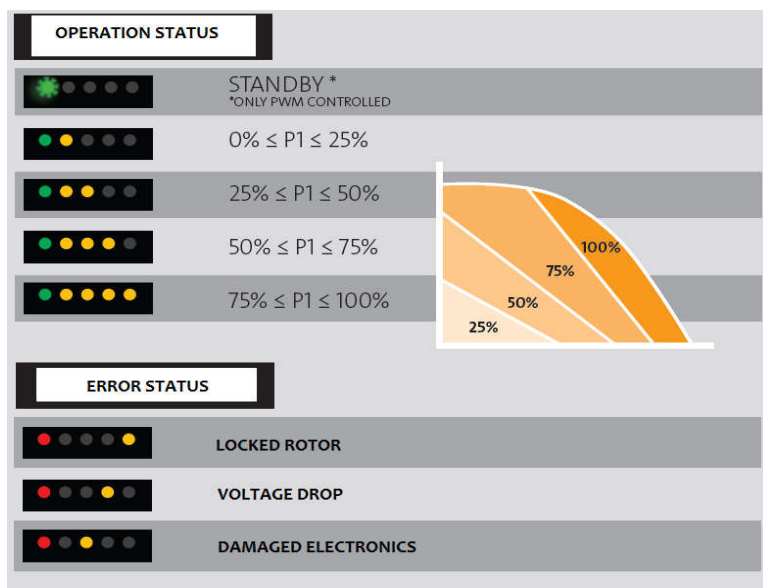 OPERATION STATUS
STANDBY *
*ONLY PWM CONTROLLED
0% ≤ P1 ≤ 25%
25% ≤ P1 ≤ 50%
50% ≤ P1 ≤ 75%
75% ≤ P1 ≤ 100%
100%
75%
50%
25%
ERROR STATUS
LOCKED ROTOR
VOLTAGE DROP
DAMAGED ELECTRONICS